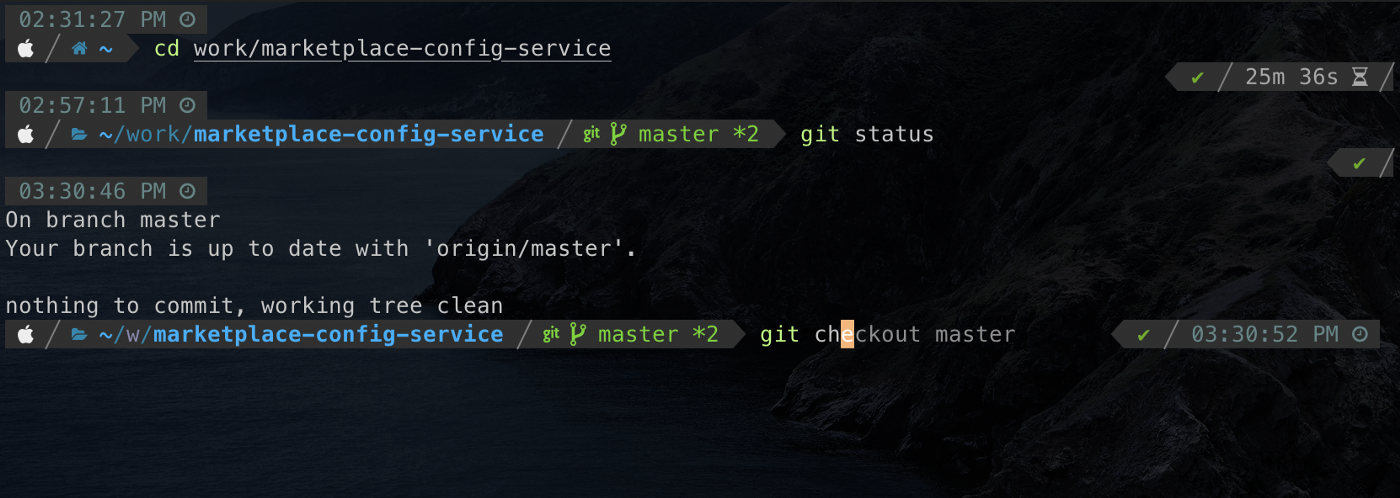 02:31:27 PM
~ cd work/marketplace-config-service
✔ 25m 36s
02:57:11 PM
~/work/marketplace-config-service git master *2 git status
✔
03:30:46 PM
On branch master
Your branch is up to date with 'origin/master'.
nothing to commit, working tree clean
~/w/marketplace-config-service git master *2 git checkout master ✔ 03:30:52 PM